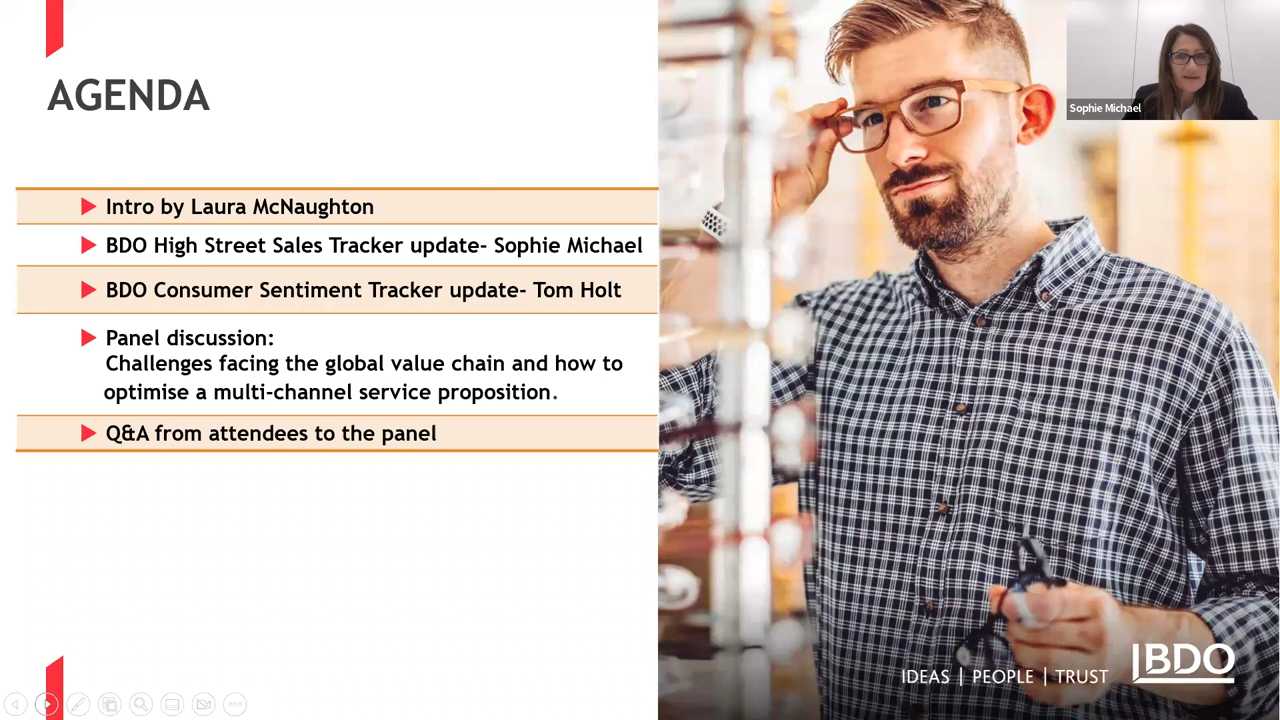 AGENDA
Intro by Laura McNaughton
BDO High Street Sales Tracker update- Sophie Michael
BDO Consumer Sentiment Tracker update- Tom Holt
Panel discussion:
Challenges facing the global value chain and how to
optimise a multi-channel service proposition.
Q&A from attendees to the panel
Sophie Michael
IDEAS | PEOPLE | TRUST
BDO